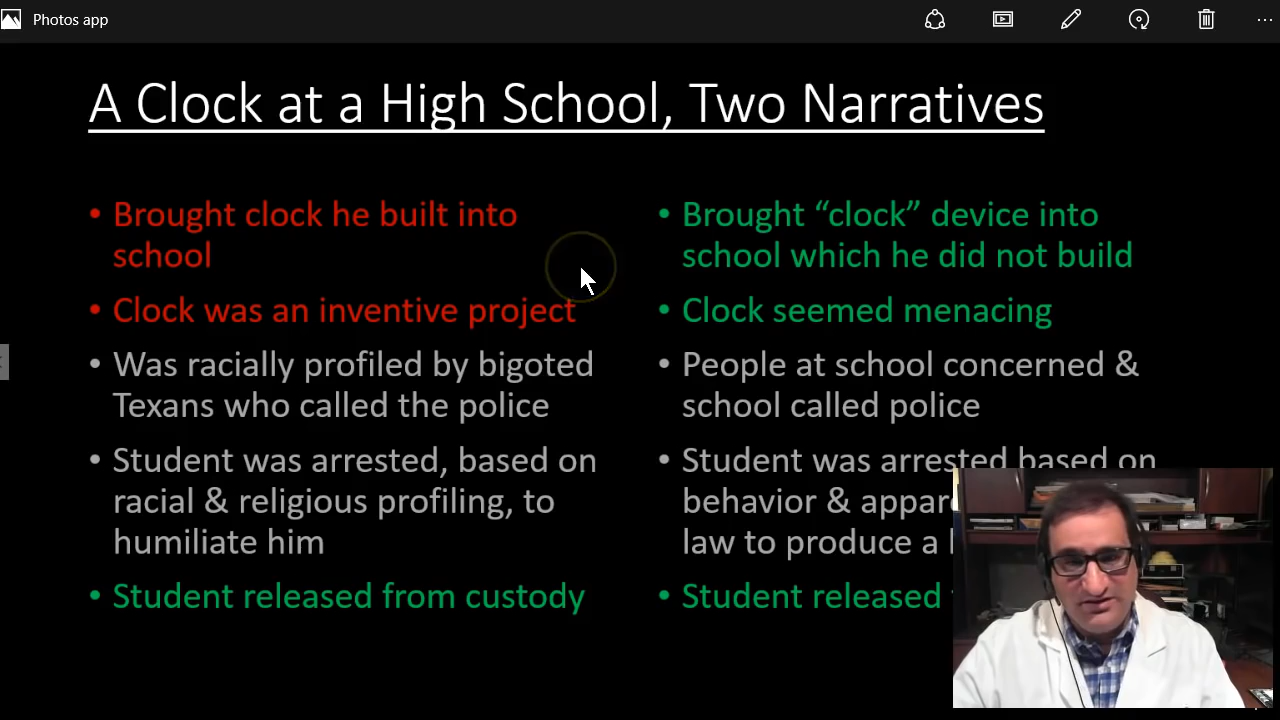 Photos app
A Clock at a High School, Two Narratives
• Brought clock he built into
school
• Clock was an inventive project
• Was racially profiled by bigoted
Texans who called the police
• Student was arrested, based on
racial & religious profiling, to
humiliate him
• Student released from custody
• Brought “clock” device into
school which he did not build
• Clock seemed menacing
• People at school concerned &
school called police
• Student was arrested based on
behavior &
law to produce a
• Student released